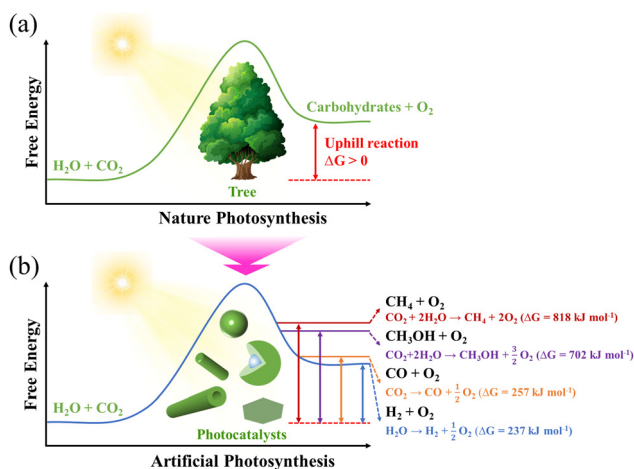 (a)
Free Energy
H₂O + CO₂
Tree
Carbohydrates + O₂
Uphill reaction
ΔG > 0
Nature Photosynthesis
(b)
Free Energy
H₂O + CO₂
Photocatalysts
CH₄ + O₂
CO₂ + 2H₂O → CH₄ + 2O₂ (ΔG = 818 kJ mol⁻¹)
CH₃OH + O₂
CO₂+2H₂O → CH₃OH + 3/2 O₂ (ΔG = 702 kJ mol⁻¹)
CO + O₂
CO₂ → CO + 1/2 O₂ (ΔG = 257 kJ mol⁻¹)
H₂ + O₂
H₂O → H₂ + 1/2 O₂ (ΔG = 237 kJ mol⁻¹)
Artificial Photosynthesis